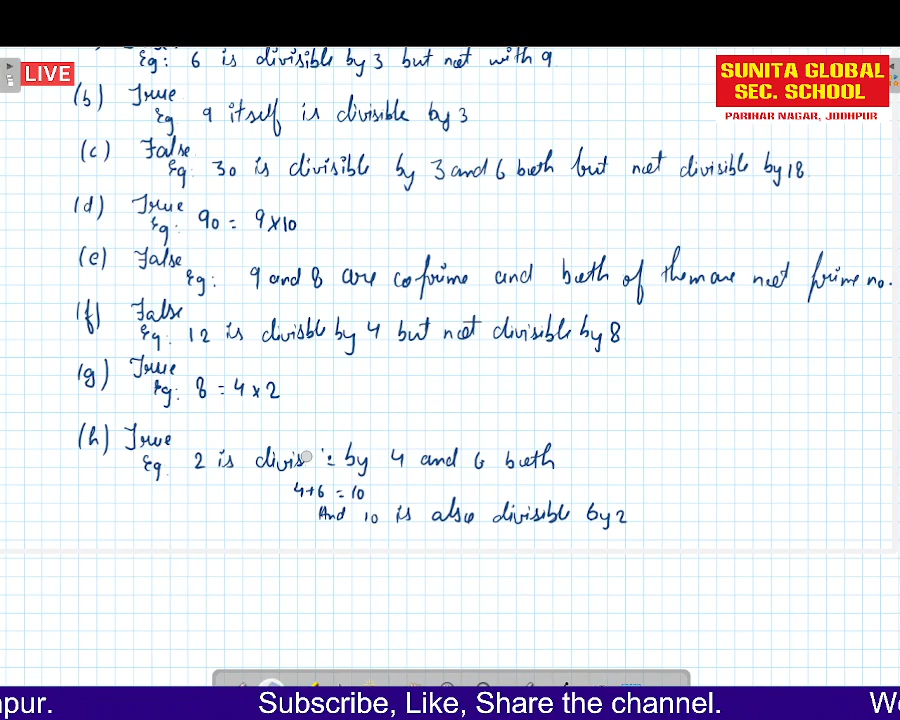 Eg: 6 is divisible by 3 but not with 9
LIVE
SUNITA GLOBAL
SEC. SCHOOL
PARIHAR NAGAR, JODHPUR
(b) True
Eg 9 itself is divisible by 3
(c) False
Eg: 30 is divisible by 3 and 6 both but not divisible by 18
(d) True
Eg: 90 = 9×10
(e) False
Eg: 9 and 8 are coprime and both of them are not prime no.
(f) False
Eg: 12 is divisble by 4 but not divisible by 8
(g) True
Eg: 8 = 4 × 2
(h) True
Eg. 2 is divis by 4 and 6 both
4+6 = 10
And 10 is also divisible by 2
hpur.
Subscribe, Like, Share the channel.
We